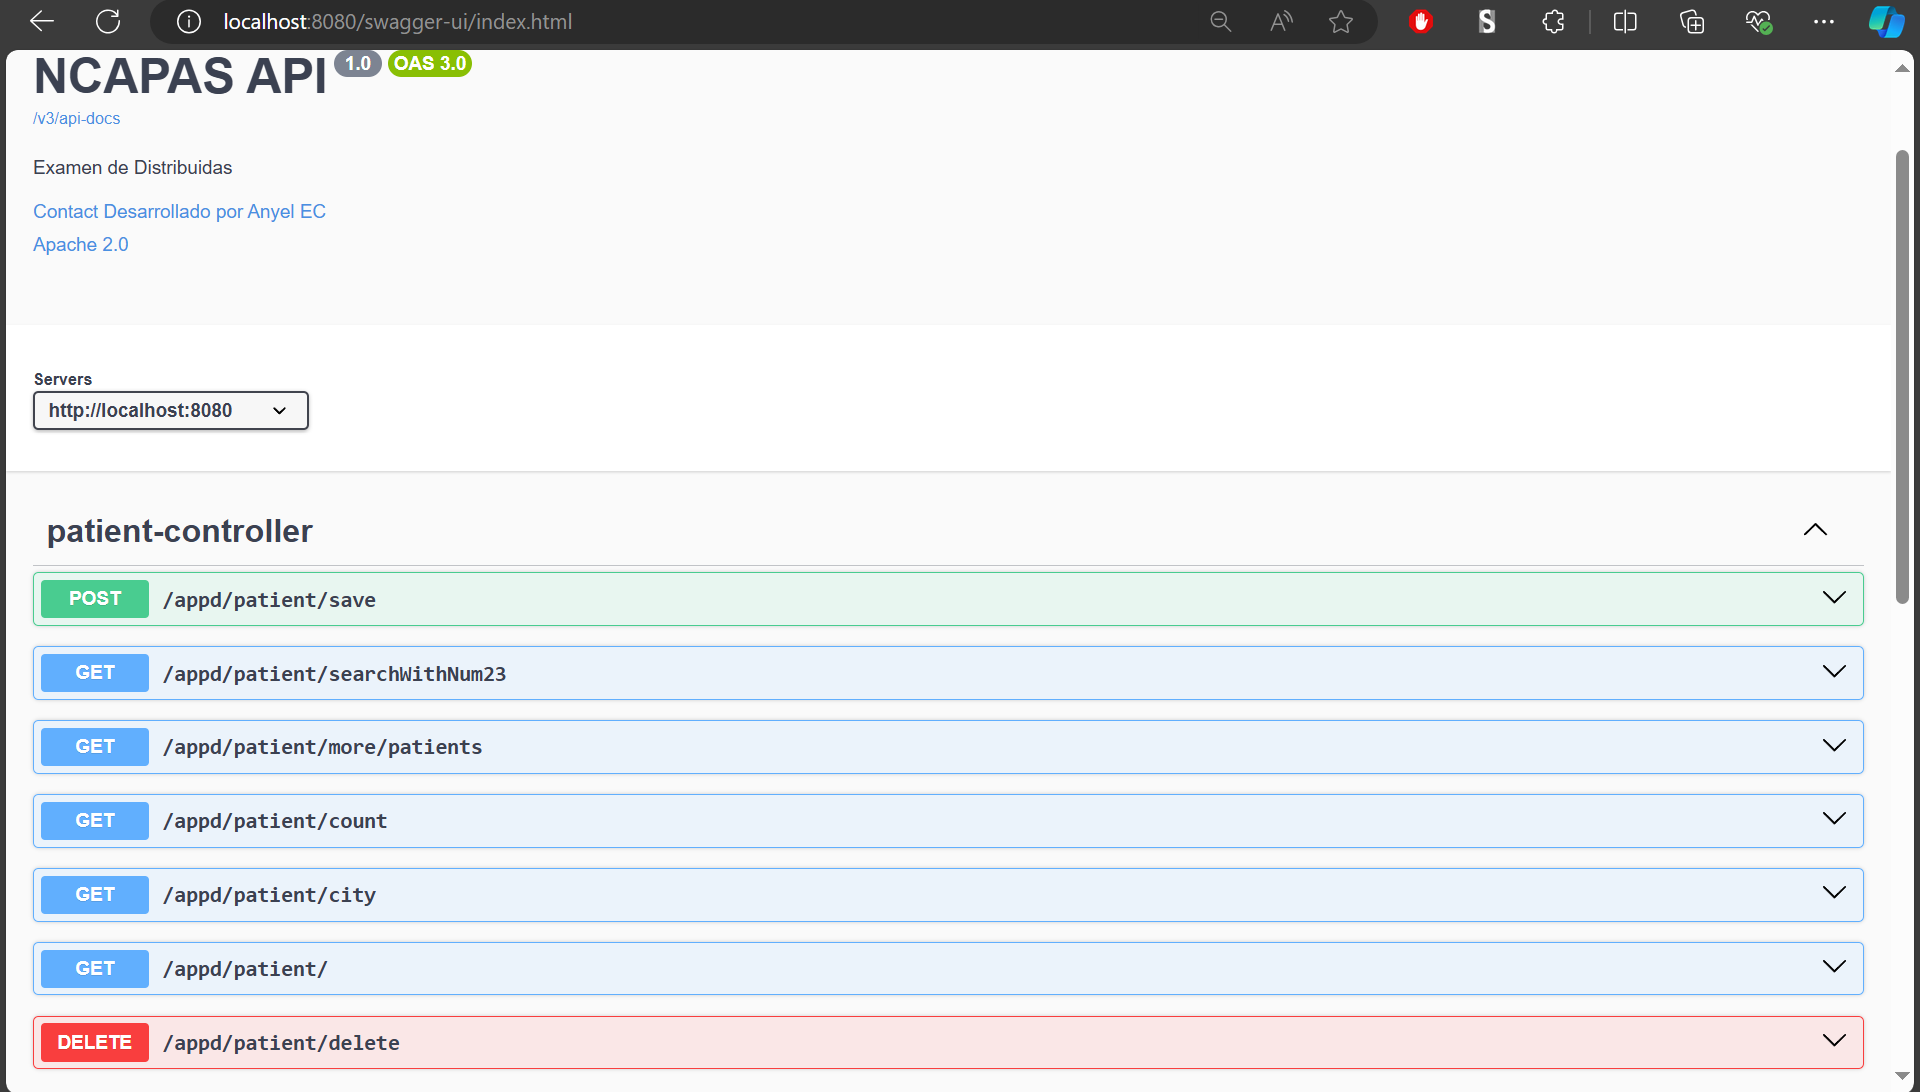 localhost:8080/swagger-ui/index.html
NCAPAS API 1.0 OAS 3.0
/v3/api-docs
Examen de Distribuidas
Contact Desarrollado por Anyel EC
Apache 2.0
Servers
http://localhost:8080
patient-controller
POST /appd/patient/save
GET /appd/patient/searchWithNum23
GET /appd/patient/more/patients
GET /appd/patient/count
GET /appd/patient/city
GET /appd/patient/
DELETE /appd/patient/delete